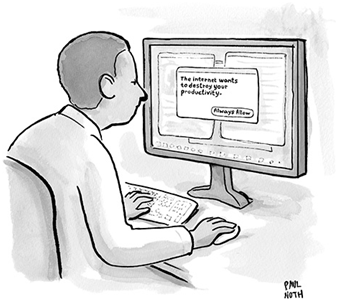 The internet wants
to destroy your
productivity.
Always Allow
PAUL
NOTH